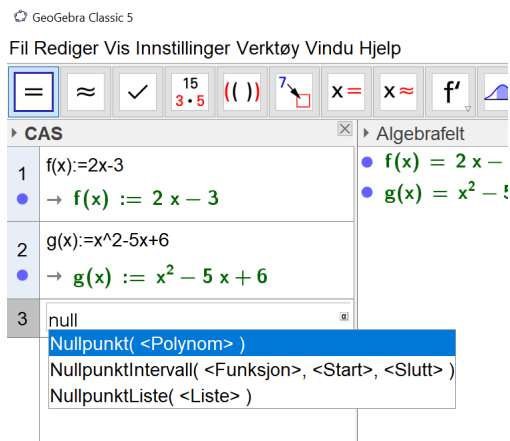 GeoGebra Classic 5
Fil Rediger Vis Innstillinger Verktøy Vindu Hjelp
= ≈ ✓ 15 3•5 (( )) 7 x= x≈ f'
CAS
Algebrafelt
1 f(x):=2x-3
→ f(x) := 2 x – 3
2 g(x):=x^2-5x+6
→ g(x) := x² – 5 x + 6
3 null α
Nullpunkt( <Polynom> )
NullpunktIntervall( <Funksjon>, <Start>, <Slutt> )
NullpunktListe( <Liste> )
f(x) = 2 x –
g(x) = x² – 5